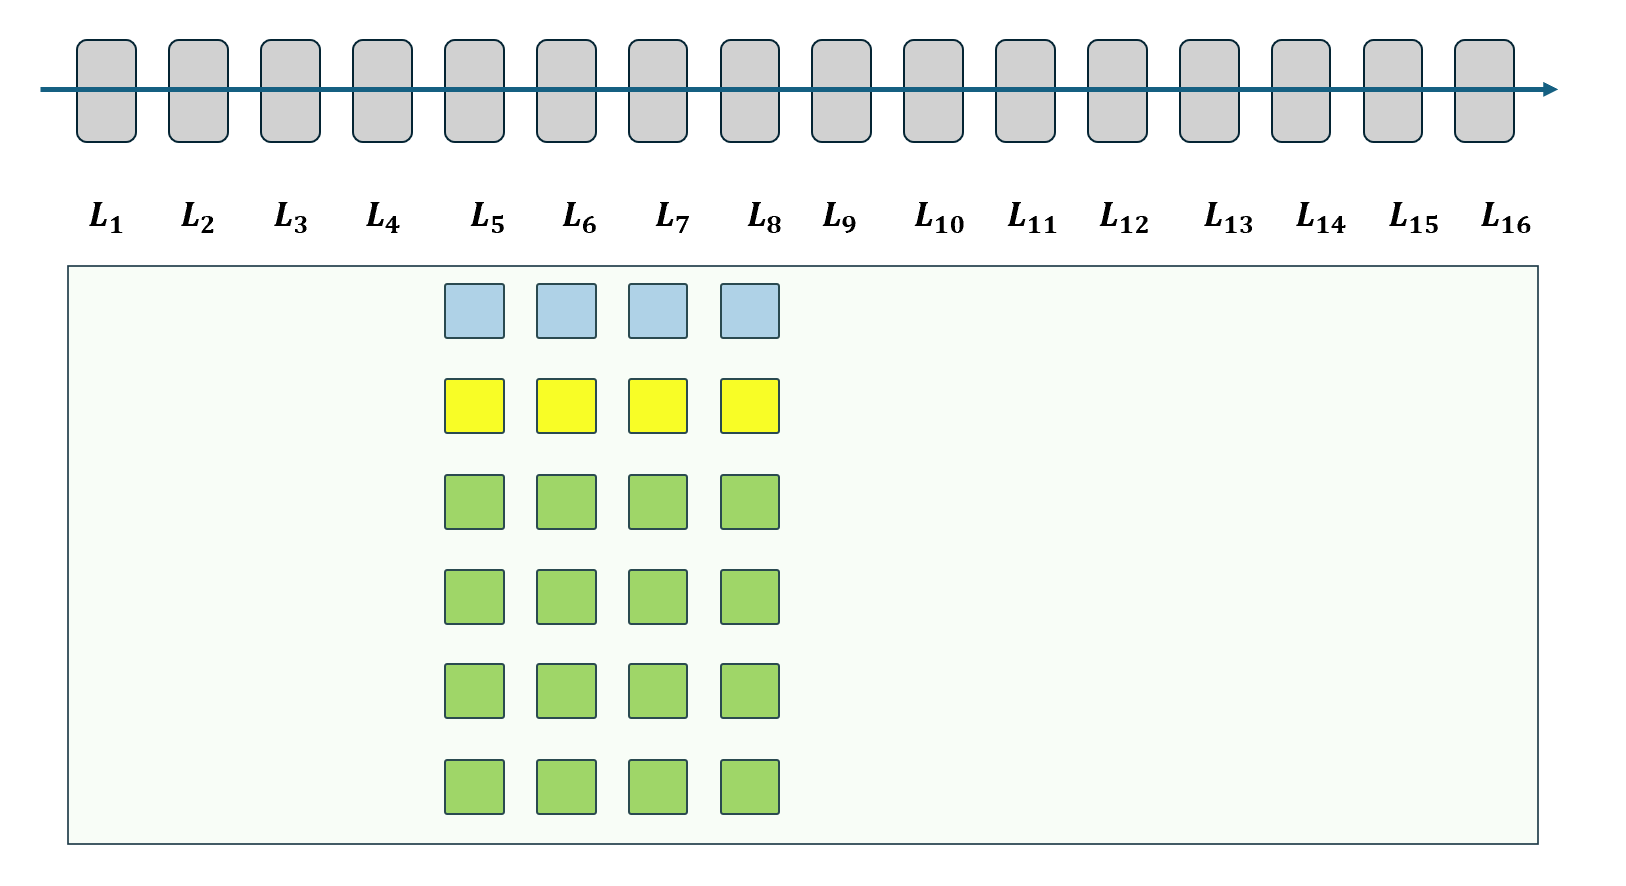 L₁ L₂ L₃ L₄ L₅ L₆ L₇ L₈ L₉ L₁₀ L₁₁ L₁₂ L₁₃ L₁₄ L₁₅ L₁₆